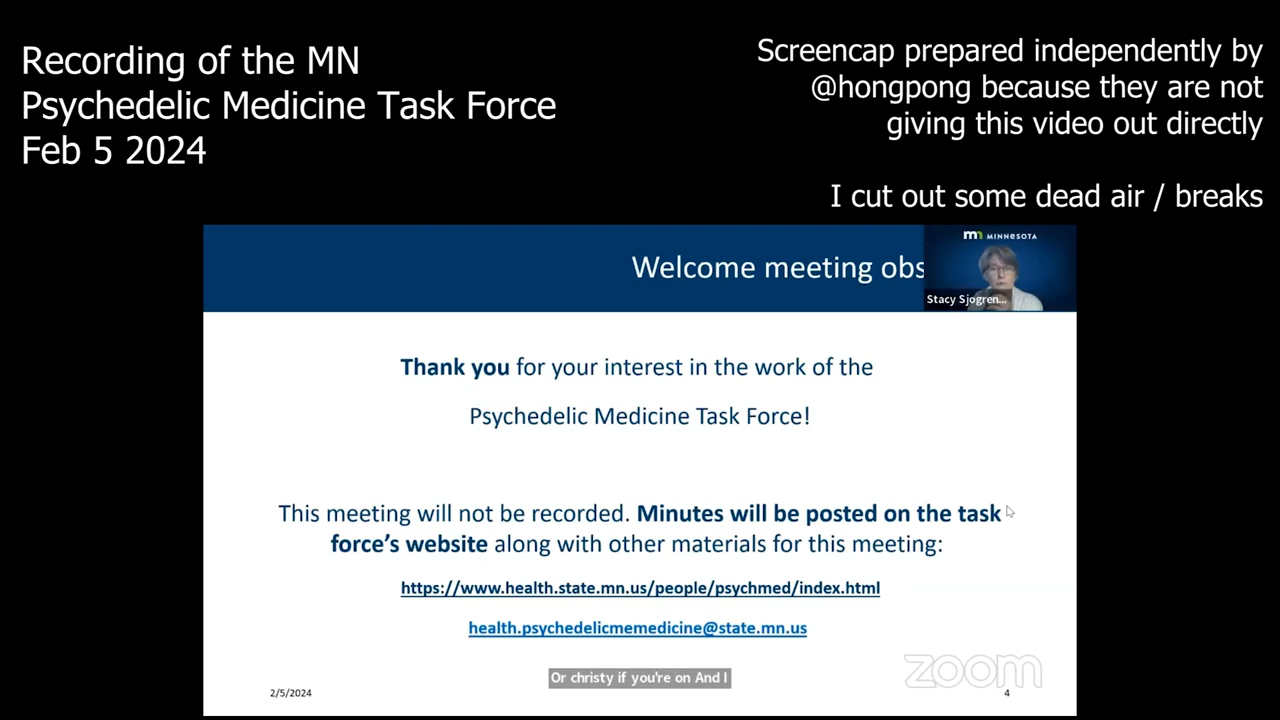 Recording of the MN
Psychedelic Medicine Task Force
Feb 5 2024
Screencap prepared independently by
@hongpong because they are not
giving this video out directly
I cut out some dead air / breaks
Welcome meeting obs
mn MINNESOTA
Stacy Sjogren...
Thank you for your interest in the work of the
Psychedelic Medicine Task Force!
This meeting will not be recorded. Minutes will be posted on the task
force's website along with other materials for this meeting:
https://www.health.state.mn.us/people/psychmed/index.html
health.psychedelicmemedicine@state.mn.us
Or christy if you're on And I
zoom
2/5/2024
4